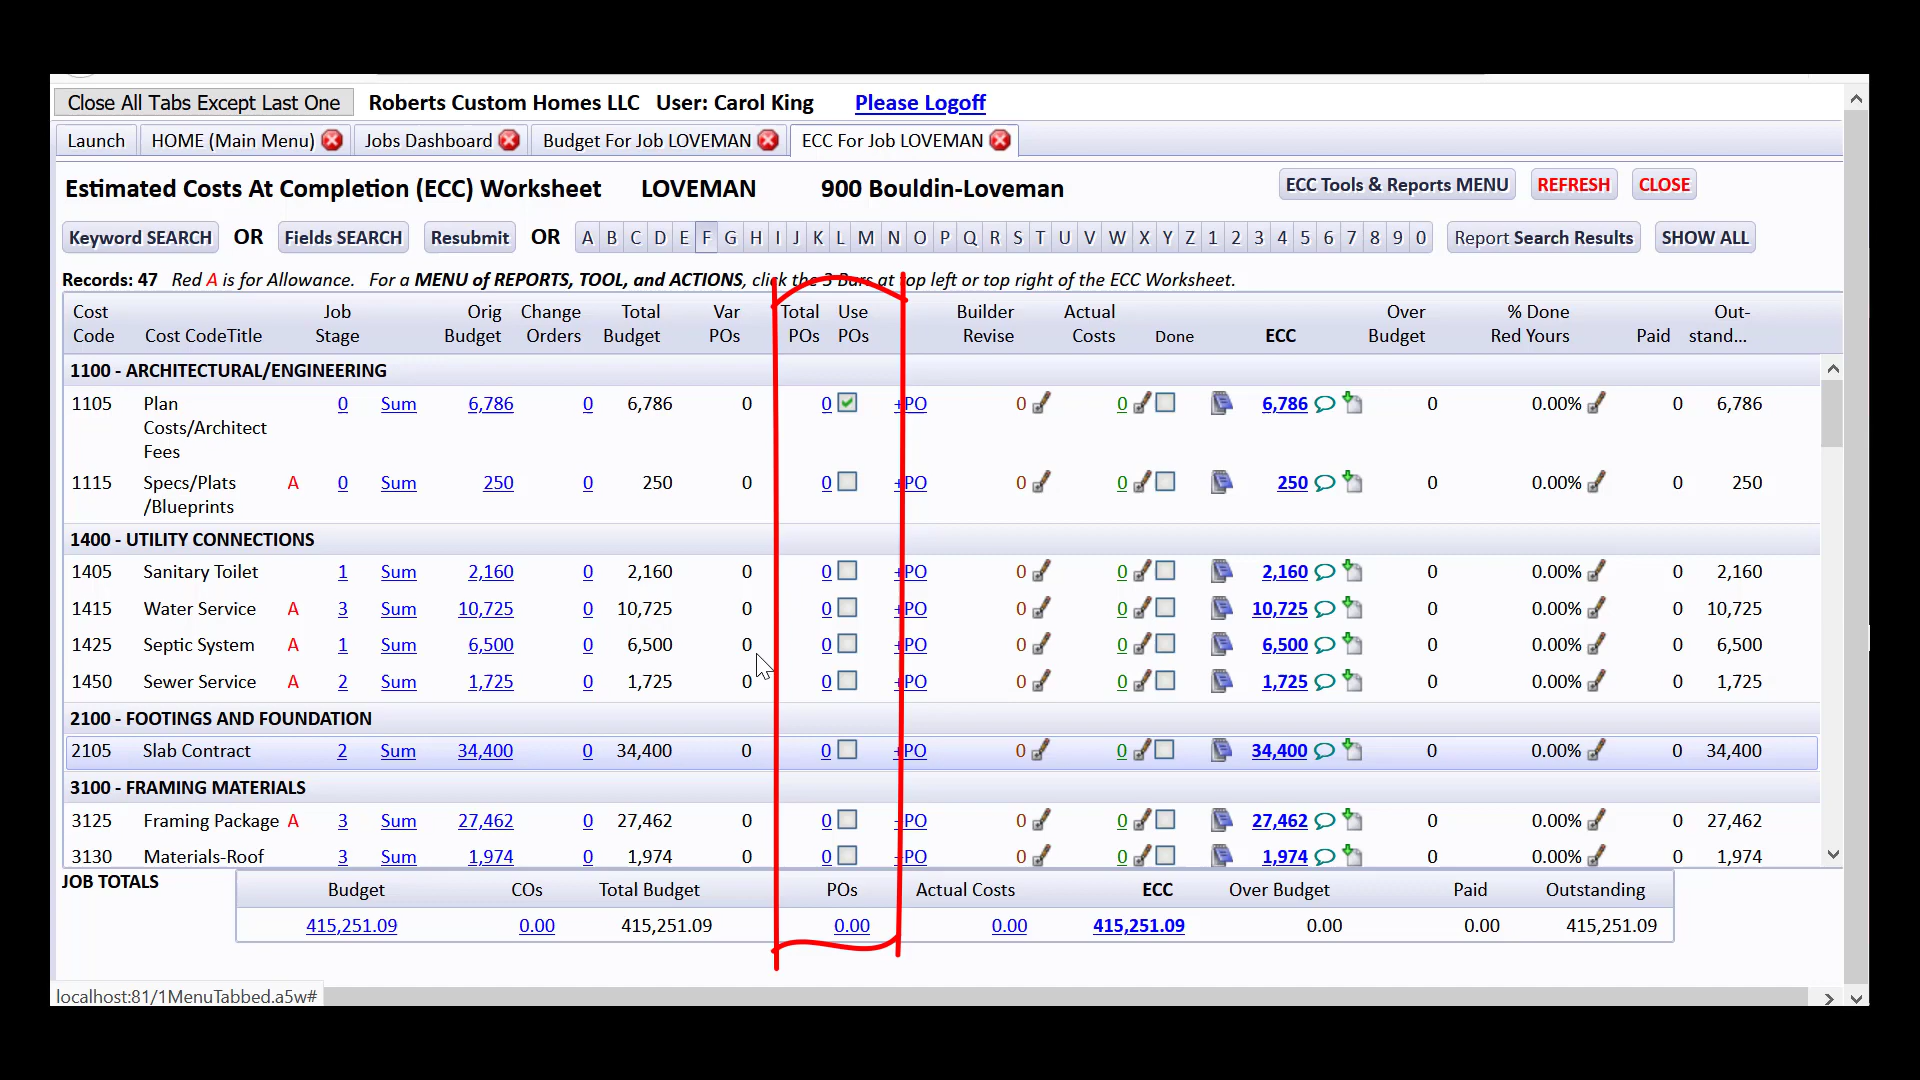 Close All Tabs Except Last One Roberts Custom Homes LLC User: Carol King Please Logoff
Launch HOME (Main Menu) Jobs Dashboard Budget For Job LOVEMAN ECC For Job LOVEMAN
Estimated Costs At Completion (ECC) Worksheet LOVEMAN 900 Bouldin-Loveman ECC Tools & Reports MENU REFRESH CLOSE
Keyword SEARCH OR Fields SEARCH Resubmit OR A B C D E F G H I J K L M N O P Q R S T U V W X Y Z 1 2 3 4 5 6 7 8 9 0 Report Search Results SHOW ALL
Records: 47 Red A is for Allowance. For a MENU of REPORTS, TOOL, and ACTIONS, click the 3 Bars at top left or top right of the ECC Worksheet.
Cost Job Orig Change Total Var Total Use Builder Actual Over % Done Out-
Code Cost CodeTitle Stage Budget Orders Budget POs POs POs Revise Costs Done ECC Budget Red Yours Paid stand...
1100 - ARCHITECTURAL/ENGINEERING
1105 Plan 0 Sum 6,786 0 6,786 0 0 +PO 0 0 6,786 0 0.00% 0 6,786
Costs/Architect
Fees
1115 Specs/Plats A 0 Sum 250 0 250 0 0 +PO 0 0 250 0 0.00% 0 250
/Blueprints
1400 - UTILITY CONNECTIONS
1405 Sanitary Toilet 1 Sum 2,160 0 2,160 0 0 +PO 0 0 2,160 0 0.00% 0 2,160
1415 Water Service A 3 Sum 10,725 0 10,725 0 0 +PO 0 0 10,725 0 0.00% 0 10,725
1425 Septic System A 1 Sum 6,500 0 6,500 0 0 +PO 0 0 6,500 0 0.00% 0 6,500
1450 Sewer Service A 2 Sum 1,725 0 1,725 0 0 +PO 0 0 1,725 0 0.00% 0 1,725
2100 - FOOTINGS AND FOUNDATION
2105 Slab Contract 2 Sum 34,400 0 34,400 0 0 +PO 0 0 34,400 0 0.00% 0 34,400
3100 - FRAMING MATERIALS
3125 Framing Package A 3 Sum 27,462 0 27,462 0 0 +PO 0 0 27,462 0 0.00% 0 27,462
3130 Materials-Roof 3 Sum 1,974 0 1,974 0 0 +PO 0 0 1,974 0 0.00% 0 1,974
JOB TOTALS Budget COs Total Budget POs Actual Costs ECC Over Budget Paid Outstanding
415,251.09 0.00 415,251.09 0.00 0.00 415,251.09 0.00 0.00 415,251.09
localhost:81/1MenuTabbed.a5w#